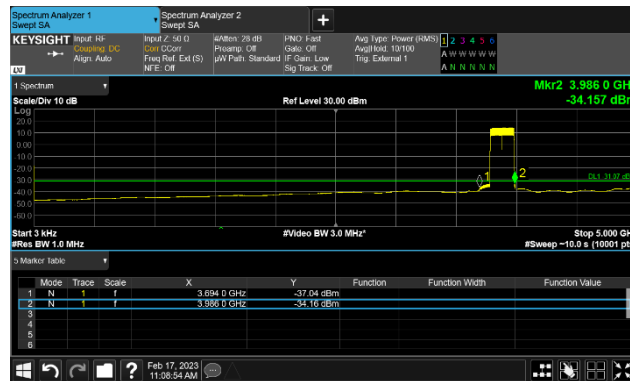 Spectrum Analyzer 1
Swept SA
Spectrum Analyzer 2
Swept SA
+
KEYSIGHT
Input: RF
Coupling: DC
Align: Auto
Input Z: 50 Ω
Corr CCorr
Freq Ref: Ext (S)
NFE: Off
#Atten: 28 dB
Preamp: Off
µW Path: Standard
PNO: Fast
Gate: Off
IF Gain: Low
Sig Track: Off
Avg Type: Power (RMS)
Avg|Hold: 10/100
Trig: External 1
1 2 3 4 5 6
A W W W W W
A N N N N N
LXI
1 Spectrum
Scale/Div 10 dB
Ref Level 30.00 dBm
Mkr2 3.986 0 GH
-34.157 dBr
Log
20.0
10.0
0.00
-10.0
-20.0
-30.0
-40.0
-50.0
-60.0
1
2
DL1 -31.07 dB
Start 3 kHz
#Video BW 3.0 MHz*
Stop 5.000 GH
#Res BW 1.0 MHz
#Sweep ~10.0 s (10001 pt
5 Marker Table
Mode Trace Scale X Y Function Function Width Function Value
1 N 1 f 3.694 0 GHz -37.04 dBm
2 N 1 f 3.986 0 GHz -34.16 dBm
3
4
5
6
?
Feb 17, 2023
11:08:54 AM